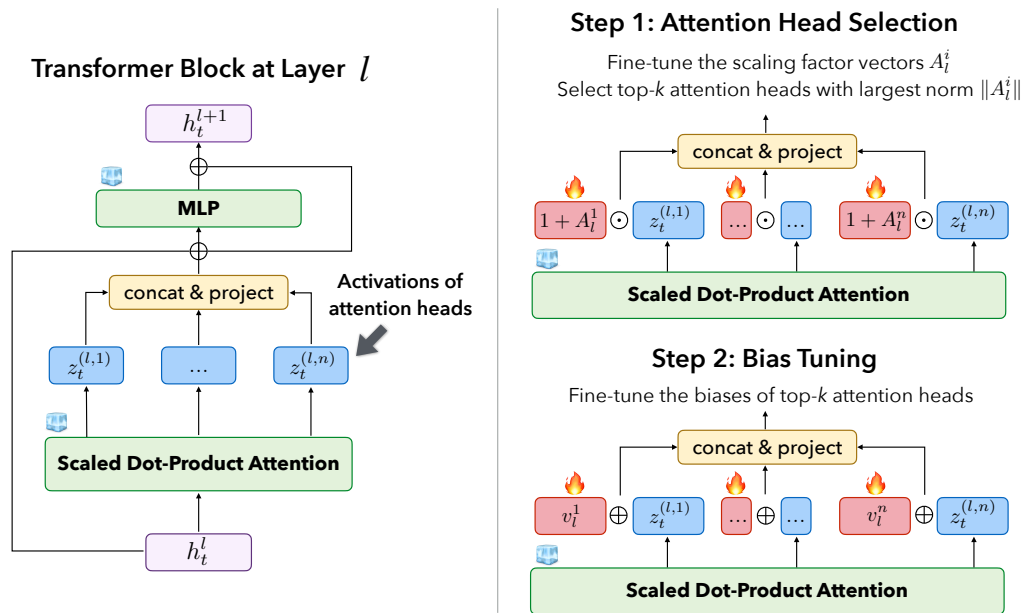 Transformer Block at Layer l
h_t^{l+1}
MLP
concat & project
Activations of
attention heads
z_t^{(l,1)}
...
z_t^{(l,n)}
Scaled Dot-Product Attention
h_t^l
Step 1: Attention Head Selection
Fine-tune the scaling factor vectors A_l^i
Select top-k attention heads with largest norm ‖A_l^i‖
concat & project
1 + A_l^1 ⊙ z_t^{(l,1)} ... ⊙ ... 1 + A_l^n ⊙ z_t^{(l,n)}
Scaled Dot-Product Attention
Step 2: Bias Tuning
Fine-tune the biases of top-k attention heads
concat & project
v_l^1 ⊕ z_t^{(l,1)} ... ⊕ ... v_l^n ⊕ z_t^{(l,n)}
Scaled Dot-Product Attention